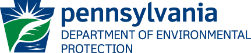 pennsylvania
DEPARTMENT OF ENVIRONMENTAL
PROTECTION